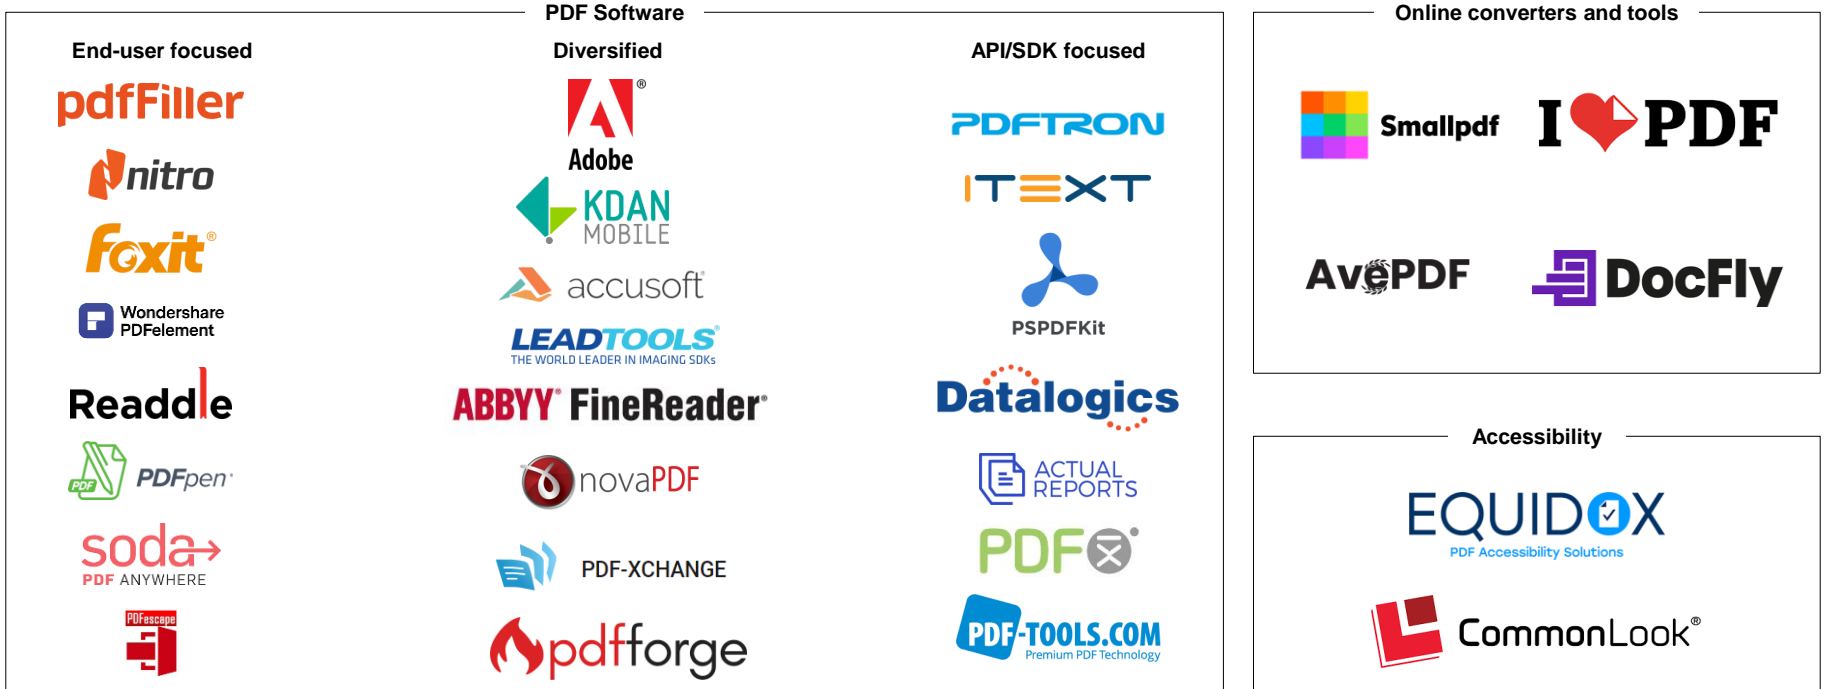 PDF Software
End-user focused
pdfFiller
nitro
Foxit®
Wondershare
PDFelement
Readdle
PDF
PDFpen
soda
PDF ANYWHERE
PDFescape
Diversified
®
Adobe
KDAN
MOBILE
accusoft®
LEADTOOLS®
THE WORLD LEADER IN IMAGING SDKs
ABBYY® FineReader®
novaPDF
PDF-XCHANGE
pdfforge
API/SDK focused
PDFTRON
ITEXT
PSPDFKit
Datalogics
ACTUAL
REPORTS
PDF
PDF-TOOLS.COM
Premium PDF Technology
Online converters and tools
Smallpdf
I PDF
AvePDF
DocFly
Accessibility
EQUIDOX
PDF Accessibility Solutions
CommonLook®